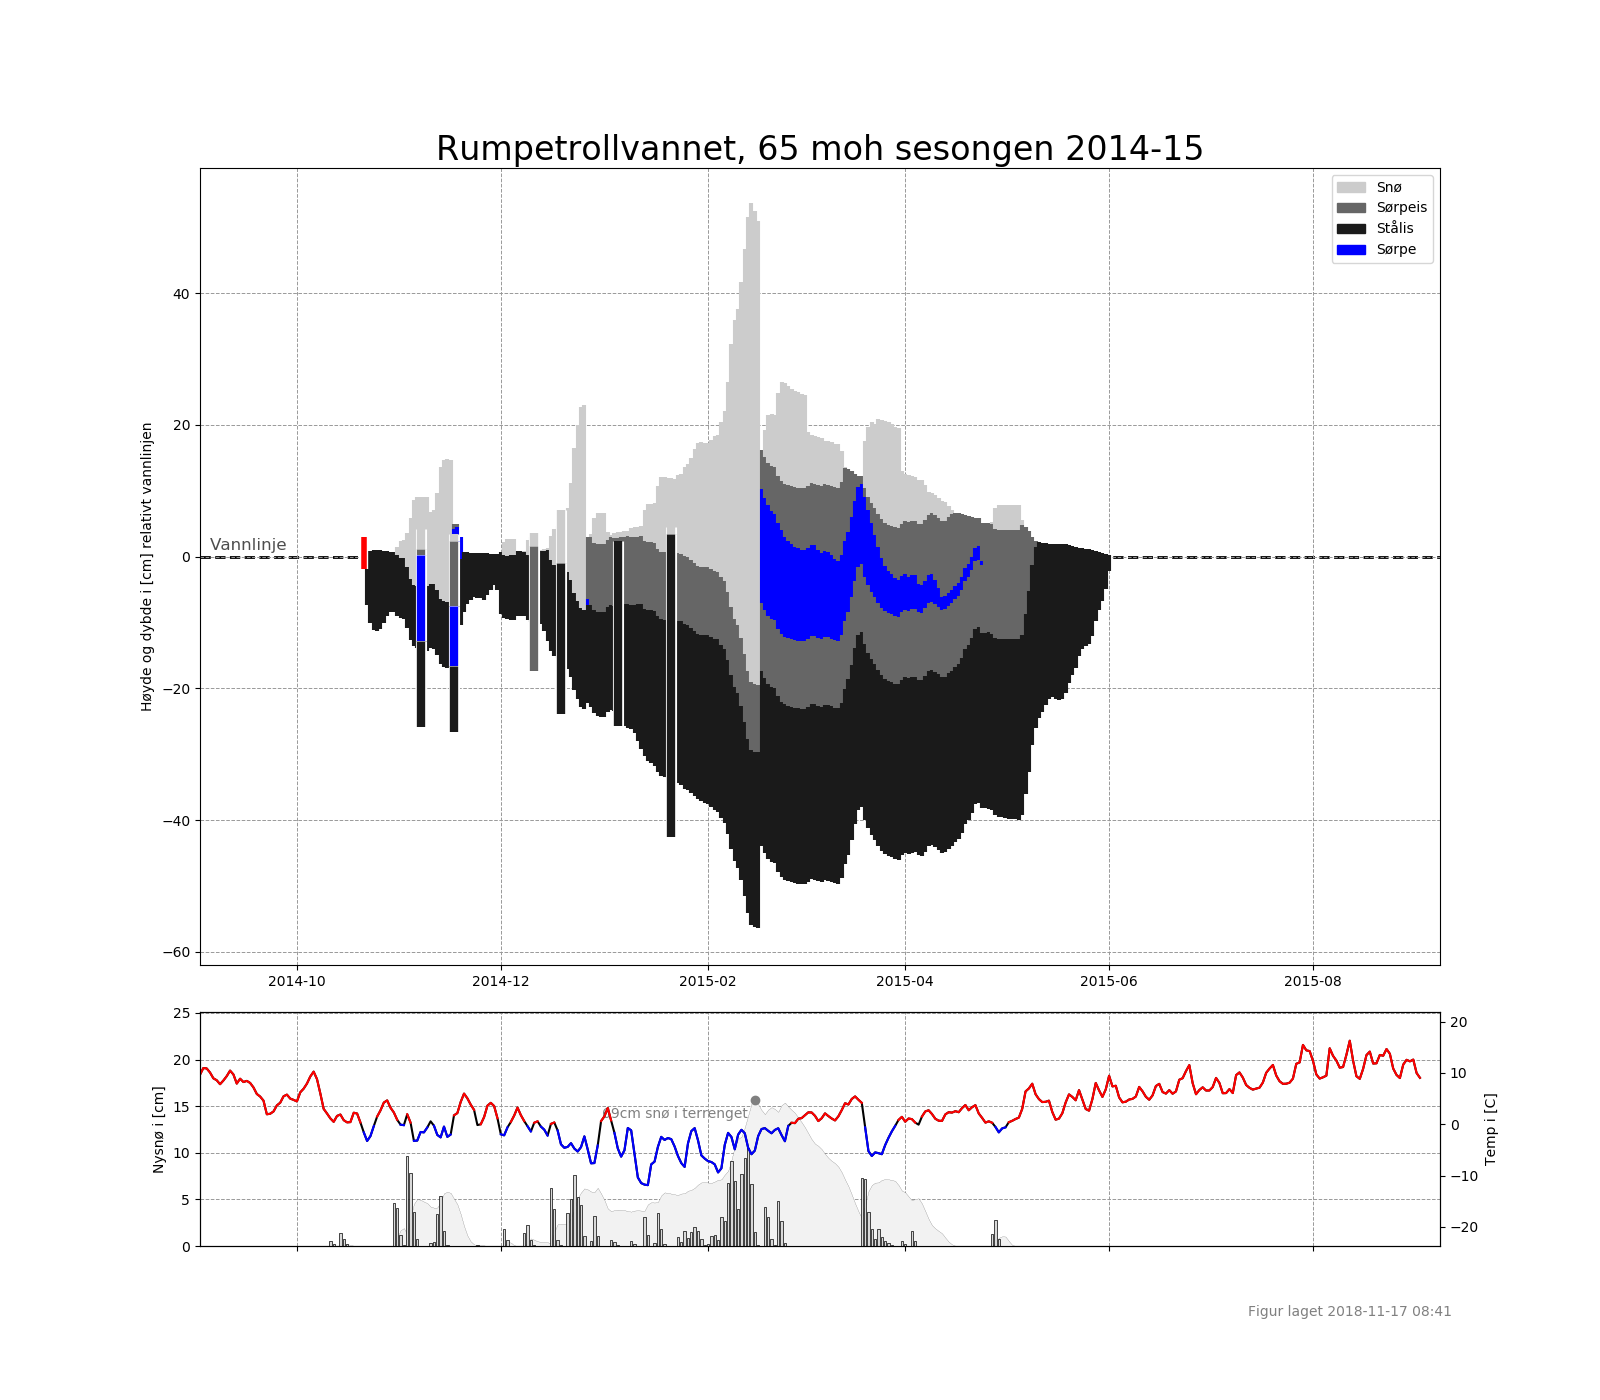 Rumpetrollvannet, 65 moh sesongen 2014-15
Snø
Sørpeis
Stålis
Sørpe
Høyde og dybde i [cm] relativt vannlinjen
40
20
0
−20
−40
−60
Vannlinje
2014-10
2014-12
2015-02
2015-04
2015-06
2015-08
Nysnø i [cm]
25
20
15
10
5
0
9cm snø i terrenget
20
10
0
−10
−20
Temp i [C]
Figur laget 2018-11-17 08:41